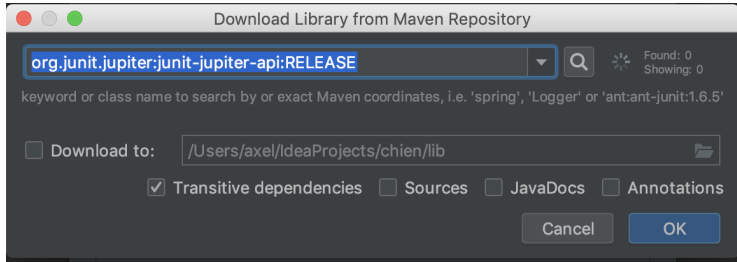 Download Library from Maven Repository
org.junit.jupiter:junit-jupiter-api:RELEASE
Found: 0
Showing: 0
keyword or class name to search by or exact Maven coordinates, i.e. 'spring', 'Logger' or 'ant:ant-junit:1.6.5'
Download to: /Users/axel/IdeaProjects/chien/lib
Transitive dependencies Sources JavaDocs Annotations
Cancel OK